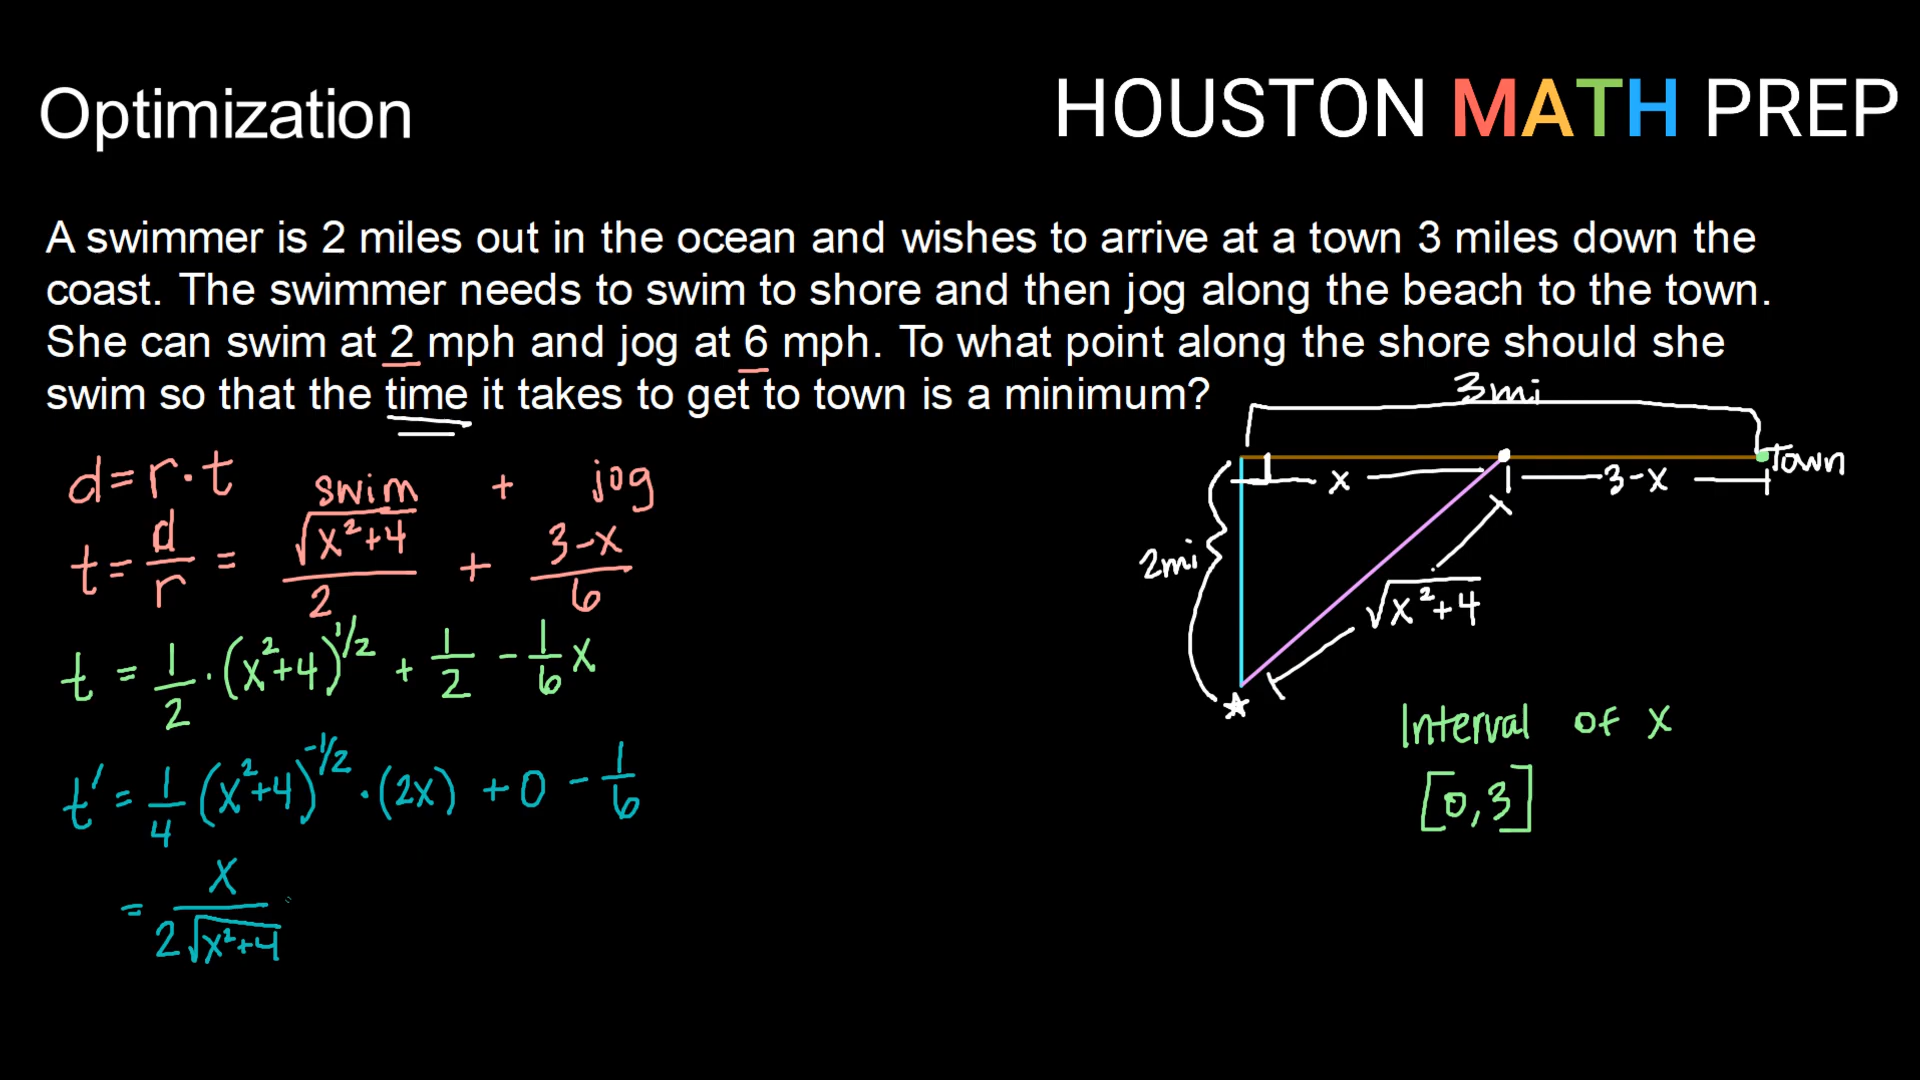 Optimization
HOUSTON MATH PREP
A swimmer is 2 miles out in the ocean and wishes to arrive at a town 3 miles down the
coast. The swimmer needs to swim to shore and then jog along the beach to the town.
She can swim at 2 mph and jog at 6 mph. To what point along the shore should she
swim so that the time it takes to get to town is a minimum?
d = r · t
swim + jog
t = d/r = √(x²+4)/2 + (3-x)/6
t = 1/2 · (x²+4)^1/2 + 1/2 - 1/6 x
t' = 1/4 (x²+4)^-1/2 · (2x) + 0 - 1/6
= x/(2√(x²+4))
3mi
Town
x
3-x
2mi
√(x²+4)
Interval of x
[0,3]